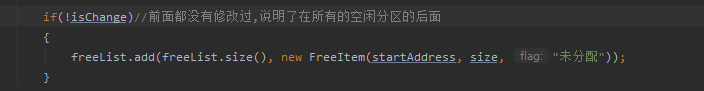 if(!isChange)//前面都没有修改过,说明了在所有的空闲分区的后面
{
freeList.add(freeList.size(), new FreeItem(startAddress, size, flag: "未分配"));
}